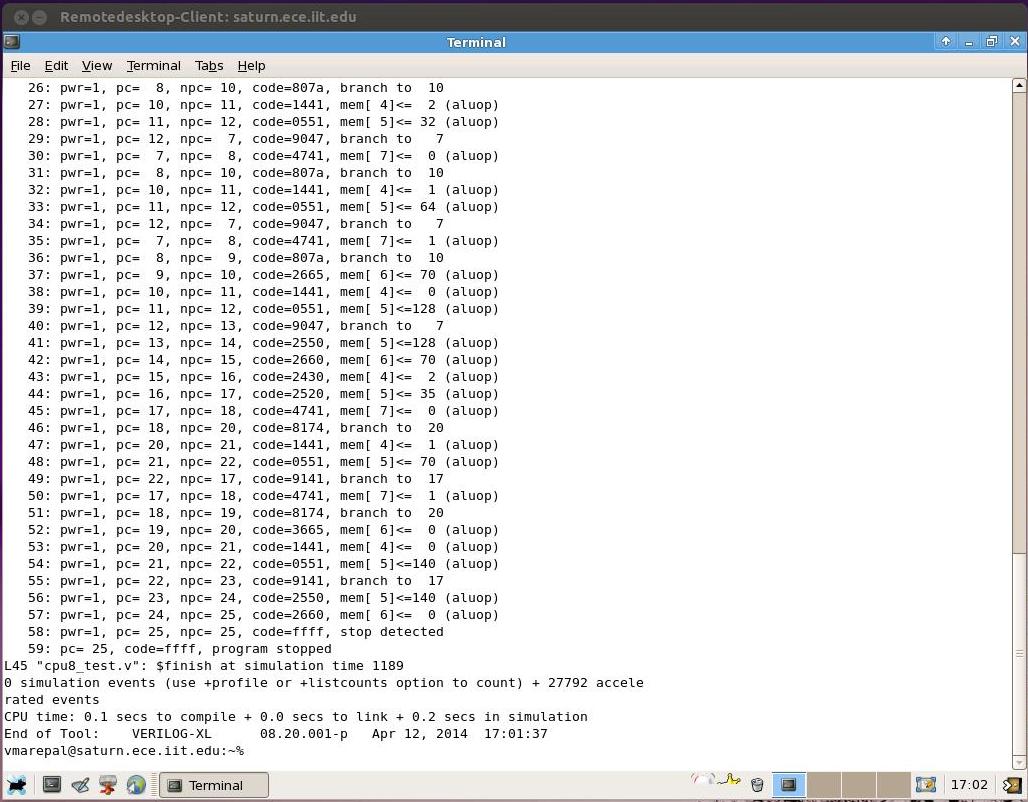 Remotedesktop-Client: saturn.ece.iit.edu
Terminal
File Edit View Terminal Tabs Help
26: pwr=1, pc=  8, npc= 10, code=807a, branch to  10
27: pwr=1, pc= 10, npc= 11, code=1441, mem[ 4]<=  2 (aluop)
28: pwr=1, pc= 11, npc= 12, code=0551, mem[ 5]<= 32 (aluop)
29: pwr=1, pc= 12, npc=  7, code=9047, branch to   7
30: pwr=1, pc=  7, npc=  8, code=4741, mem[ 7]<=  0 (aluop)
31: pwr=1, pc=  8, npc= 10, code=807a, branch to  10
32: pwr=1, pc= 10, npc= 11, code=1441, mem[ 4]<=  1 (aluop)
33: pwr=1, pc= 11, npc= 12, code=0551, mem[ 5]<= 64 (aluop)
34: pwr=1, pc= 12, npc=  7, code=9047, branch to   7
35: pwr=1, pc=  7, npc=  8, code=4741, mem[ 7]<=  1 (aluop)
36: pwr=1, pc=  8, npc=  9, code=807a, branch to  10
37: pwr=1, pc=  9, npc= 10, code=2665, mem[ 6]<= 70 (aluop)
38: pwr=1, pc= 10, npc= 11, code=1441, mem[ 4]<=  0 (aluop)
39: pwr=1, pc= 11, npc= 12, code=0551, mem[ 5]<=128 (aluop)
40: pwr=1, pc= 12, npc= 13, code=9047, branch to   7
41: pwr=1, pc= 13, npc= 14, code=2550, mem[ 5]<=128 (aluop)
42: pwr=1, pc= 14, npc= 15, code=2660, mem[ 6]<= 70 (aluop)
43: pwr=1, pc= 15, npc= 16, code=2430, mem[ 4]<=  2 (aluop)
44: pwr=1, pc= 16, npc= 17, code=2520, mem[ 5]<= 35 (aluop)
45: pwr=1, pc= 17, npc= 18, code=4741, mem[ 7]<=  0 (aluop)
46: pwr=1, pc= 18, npc= 20, code=8174, branch to  20
47: pwr=1, pc= 20, npc= 21, code=1441, mem[ 4]<=  1 (aluop)
48: pwr=1, pc= 21, npc= 22, code=0551, mem[ 5]<= 70 (aluop)
49: pwr=1, pc= 22, npc= 17, code=9141, branch to  17
50: pwr=1, pc= 17, npc= 18, code=4741, mem[ 7]<=  1 (aluop)
51: pwr=1, pc= 18, npc= 19, code=8174, branch to  20
52: pwr=1, pc= 19, npc= 20, code=3665, mem[ 6]<=  0 (aluop)
53: pwr=1, pc= 20, npc= 21, code=1441, mem[ 4]<=  0 (aluop)
54: pwr=1, pc= 21, npc= 22, code=0551, mem[ 5]<=140 (aluop)
55: pwr=1, pc= 22, npc= 23, code=9141, branch to  17
56: pwr=1, pc= 23, npc= 24, code=2550, mem[ 5]<=140 (aluop)
57: pwr=1, pc= 24, npc= 25, code=2660, mem[ 6]<=  0 (aluop)
58: pwr=1, pc= 25, npc= 25, code=ffff, stop detected
59: pc= 25, code=ffff, program stopped
L45 "cpu8_test.v": $finish at simulation time 1189
0 simulation events (use +profile or +listcounts option to count) + 27792 accele
rated events
CPU time: 0.1 secs to compile + 0.0 secs to link + 0.2 secs in simulation
End of Tool:    VERILOG-XL      08.20.001-p   Apr 12, 2014  17:01:37
vmarepal@saturn.ece.iit.edu:~%
Terminal
17:02